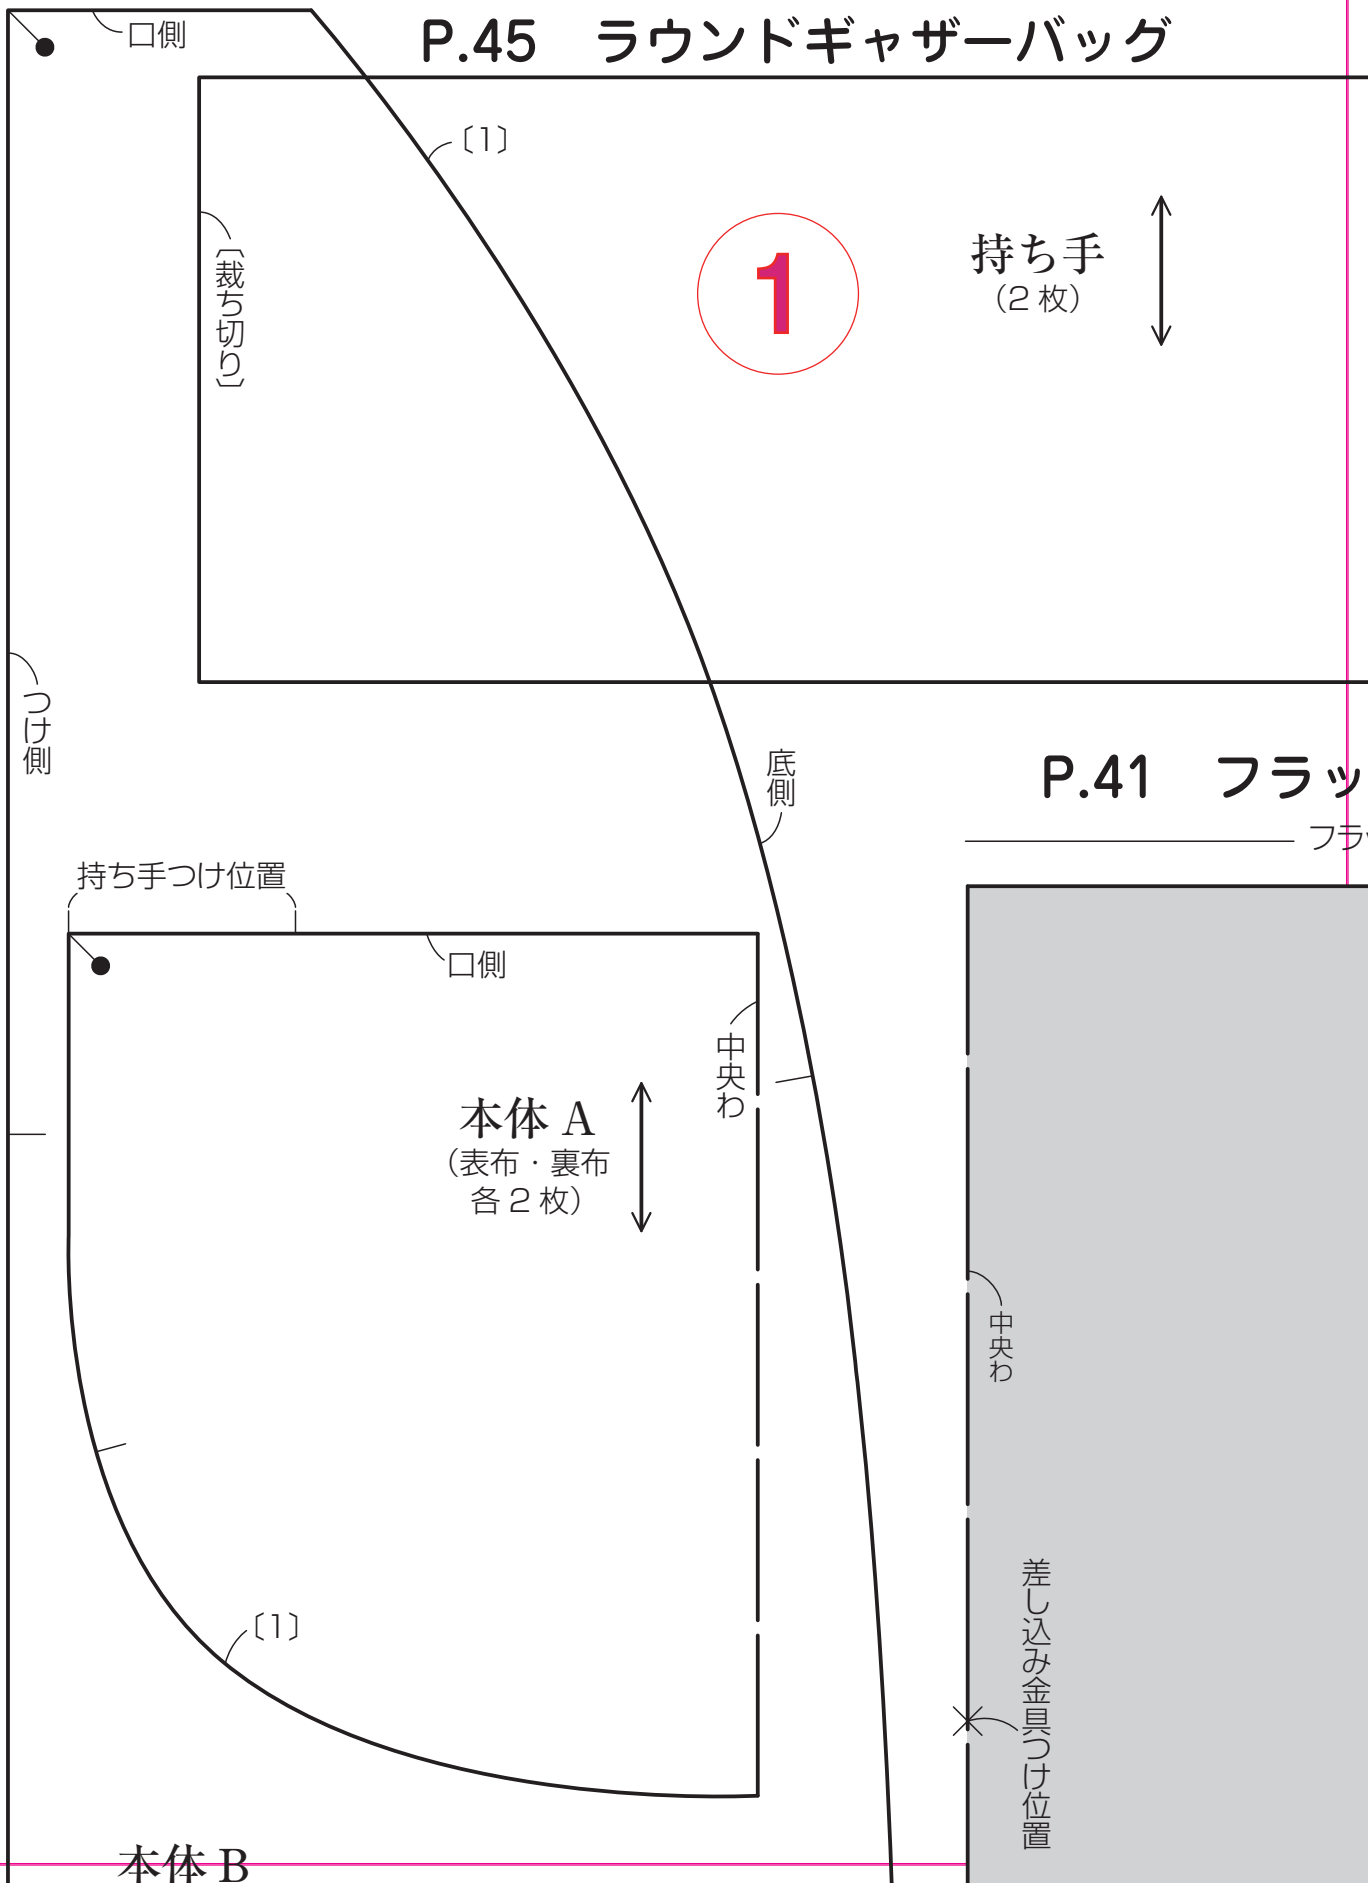 口側
P.45 ラウンドギャザーバッグ
〔1〕
〔裁ち切り〕
1
持ち手
（2 枚）
つけ側
底側
P.41 フラッ
フラ
持ち手つけ位置
口側
中央わ
本体 A
（表布・裏布
各 2 枚）
中央わ
差し込み金具つけ位置
〔1〕
本体 B